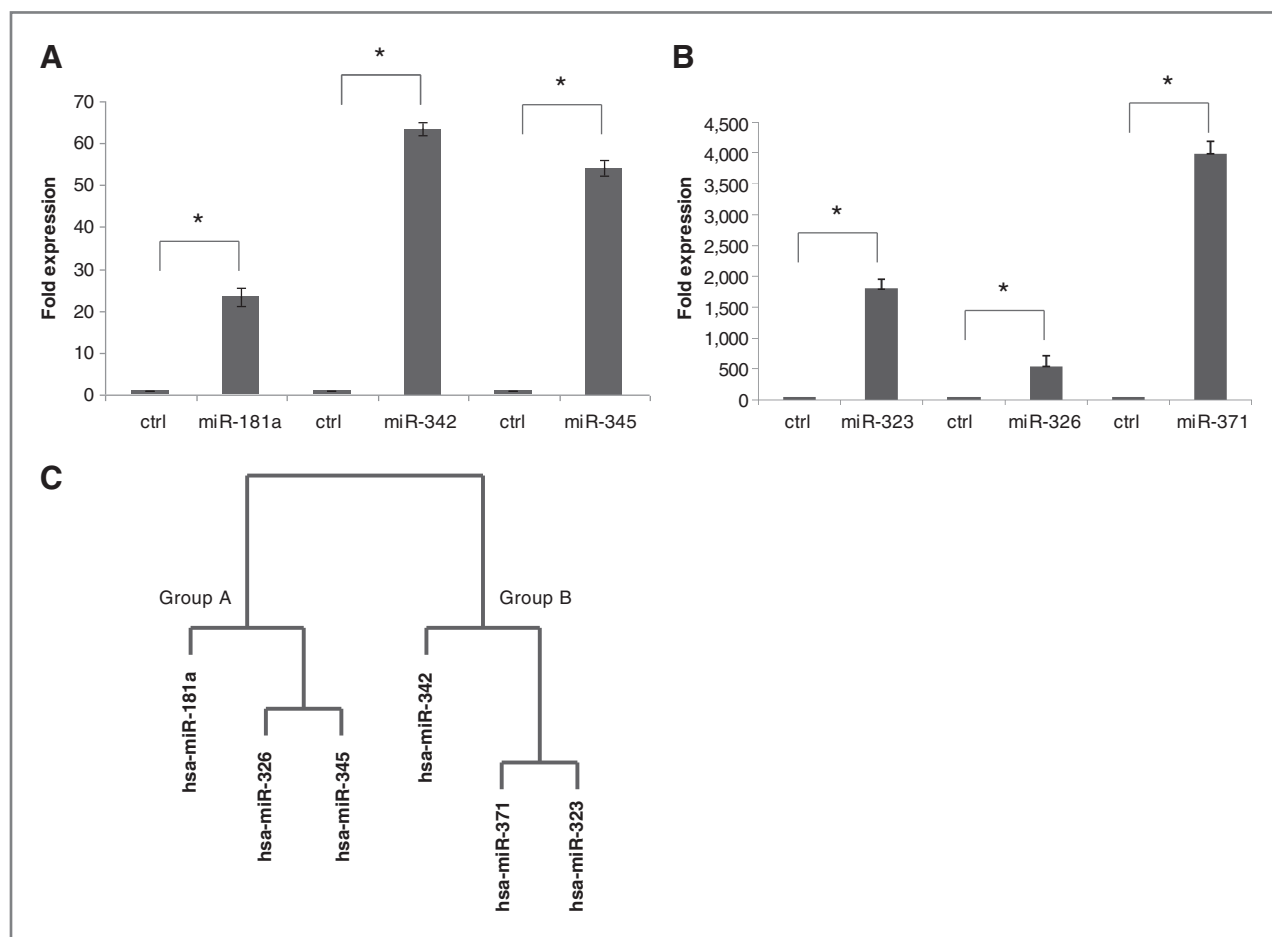 A
Fold expression
70
60
50
40
30
20
10
0
*
*
*
ctrl miR-181a ctrl miR-342 ctrl miR-345
B
Fold expression
4,500
4,000
3,500
3,000
2,500
2,000
1,500
1,000
500
0
*
*
*
ctrl miR-323 ctrl miR-326 ctrl miR-371
C
Group A
Group B
hsa-miR-181a
hsa-miR-326
hsa-miR-345
hsa-miR-342
hsa-miR-371
hsa-miR-323